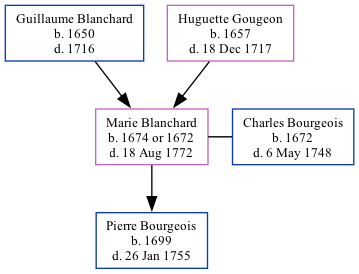 Guillaume Blanchard
b. 1650
d. 1716
Huguette Gougeon
b. 1657
d. 18 Dec 1717
Marie Blanchard
b. 1674 or 1672
d. 18 Aug 1772
Charles Bourgeois
b. 1672
d. 6 May 1748
Pierre Bourgeois
b. 1699
d. 26 Jan 1755